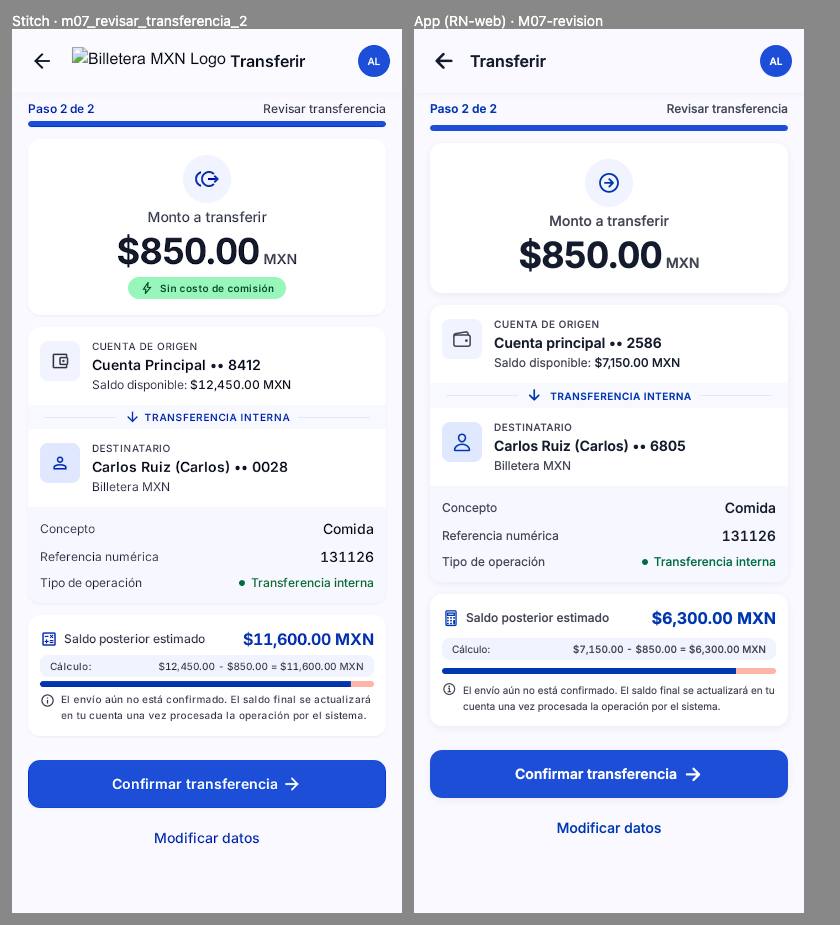 Stitch · m07_revisar_transferencia_2
Billetera MXN Logo Transferir
AL
Paso 2 de 2 Revisar transferencia
Monto a transferir
$850.00 MXN
Sin costo de comisión
CUENTA DE ORIGEN
Cuenta Principal •• 8412
Saldo disponible: $12,450.00 MXN
TRANSFERENCIA INTERNA
DESTINATARIO
Carlos Ruiz (Carlos) •• 0028
Billetera MXN
Concepto Comida
Referencia numérica 131126
Tipo de operación • Transferencia interna
Saldo posterior estimado $11,600.00 MXN
Cálculo: $12,450.00 - $850.00 = $11,600.00 MXN
El envío aún no está confirmado. El saldo final se actualizará
en tu cuenta una vez procesada la operación por el sistema.
Confirmar transferencia
Modificar datos
App (RN-web) · M07-revision
Transferir
AL
Paso 2 de 2 Revisar transferencia
Monto a transferir
$850.00 MXN
CUENTA DE ORIGEN
Cuenta principal •• 2586
Saldo disponible: $7,150.00 MXN
TRANSFERENCIA INTERNA
DESTINATARIO
Carlos Ruiz (Carlos) •• 6805
Billetera MXN
Concepto Comida
Referencia numérica 131126
Tipo de operación • Transferencia interna
Saldo posterior estimado $6,300.00 MXN
Cálculo: $7,150.00 - $850.00 = $6,300.00 MXN
El envío aún no está confirmado. El saldo final se actualizará en tu
cuenta una vez procesada la operación por el sistema.
Confirmar transferencia
Modificar datos